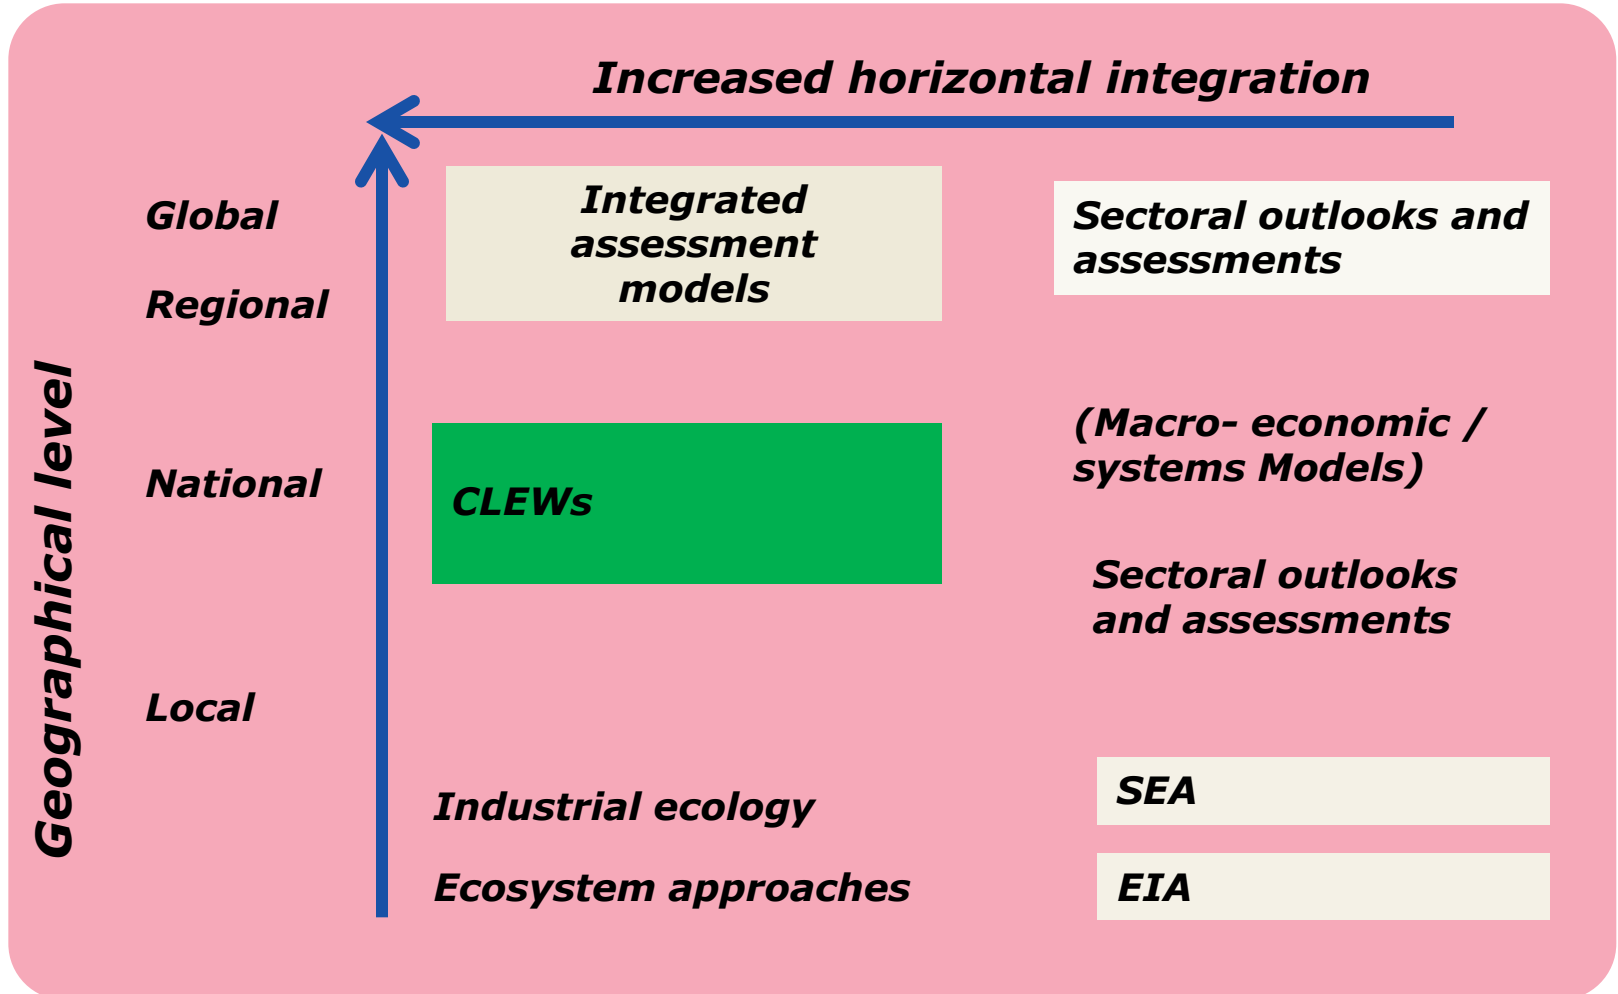 Increased horizontal integration
Geographical level
Global
Regional
National
Local
Integrated
assessment
models
Sectoral outlooks and
assessments
CLEWs
(Macro- economic /
systems Models)
Sectoral outlooks
and assessments
Industrial ecology
Ecosystem approaches
SEA
EIA